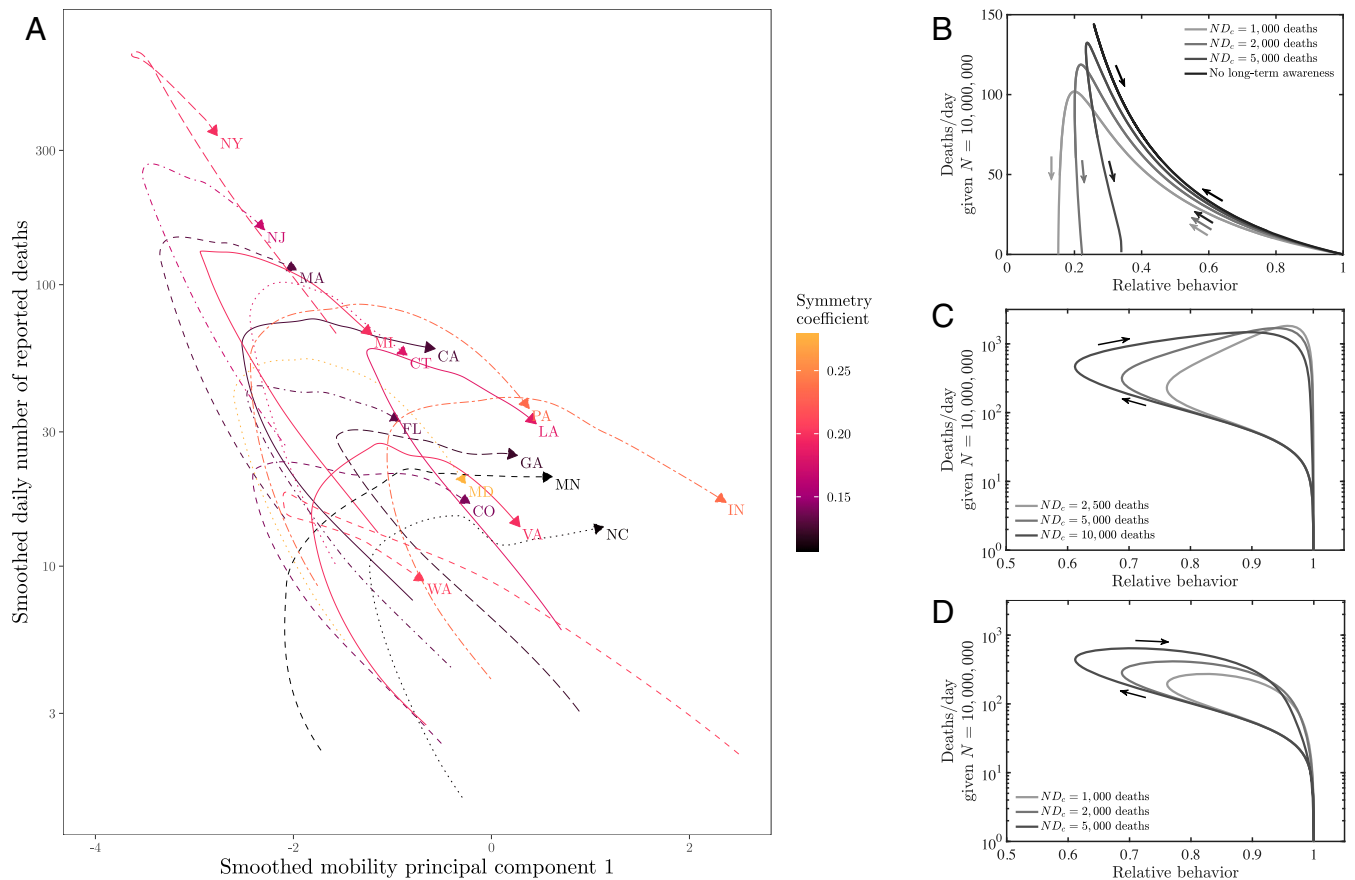 A
Smoothed daily number of reported deaths
300
100
30
10
3
NY
NJ
MA
MI
CT
CA
PA
LA
FL
GA
MN
MD
CO
IN
VA
NC
WA
-4
-2
0
2
Smoothed mobility principal component 1
Symmetry
coefficient
0.25
0.20
0.15
B
Deaths/day
given N = 10,000,000
150
100
50
0
NDc = 1,000 deaths
NDc = 2,000 deaths
NDc = 5,000 deaths
No long-term awareness
0
0.2
0.4
0.6
0.8
1
Relative behavior
C
Deaths/day
given N = 10,000,000
10³
10²
10¹
10⁰
NDc = 2,500 deaths
NDc = 5,000 deaths
NDc = 10,000 deaths
0.5
0.6
0.7
0.8
0.9
1
Relative behavior
D
Deaths/day
given N = 10,000,000
10³
10²
10¹
10⁰
NDc = 1,000 deaths
NDc = 2,000 deaths
NDc = 5,000 deaths
0.5
0.6
0.7
0.8
0.9
1
Relative behavior